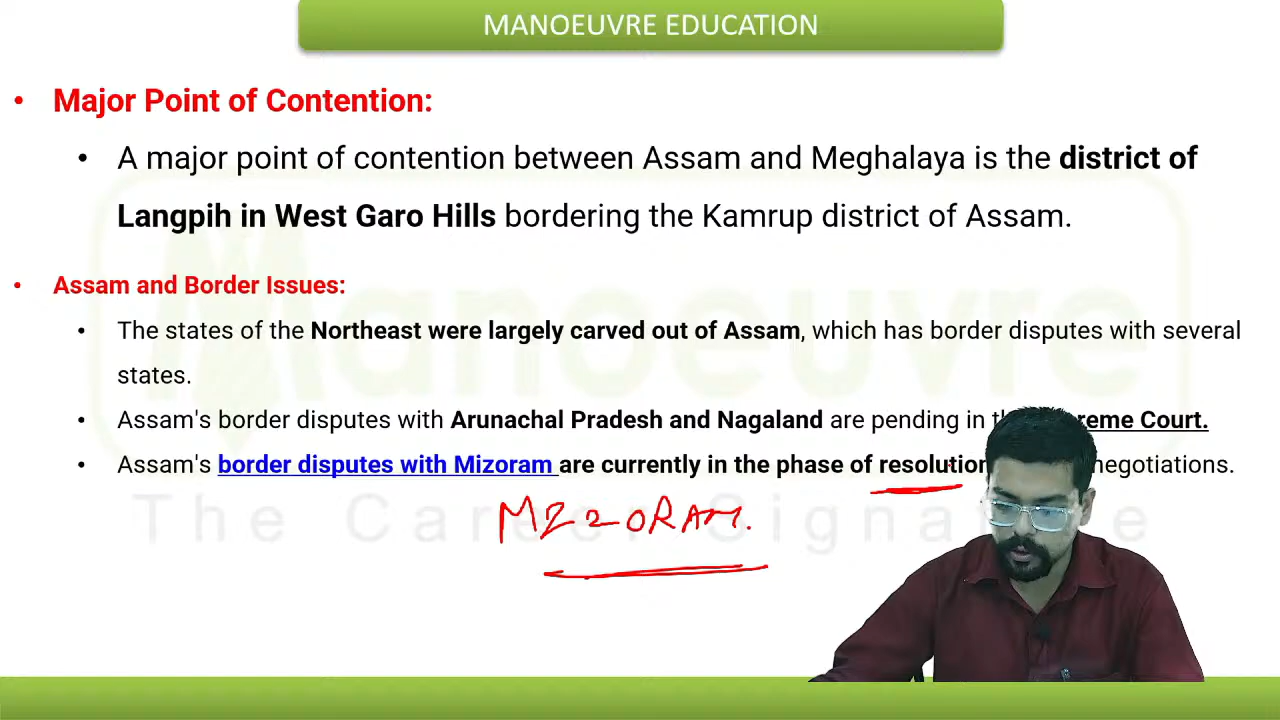 MANOEUVRE EDUCATION
• Major Point of Contention:
• A major point of contention between Assam and Meghalaya is the district of
Langpih in West Garo Hills bordering the Kamrup district of Assam.
• Assam and Border Issues:
• The states of the Northeast were largely carved out of Assam, which has border disputes with several
states.
• Assam's border disputes with Arunachal Pradesh and Nagaland are pending in reme Court.
• Assam's border disputes with Mizoram are currently in the phase of resolution negotiations.
MIZORAM.
Manoeuvre
The Career Signature